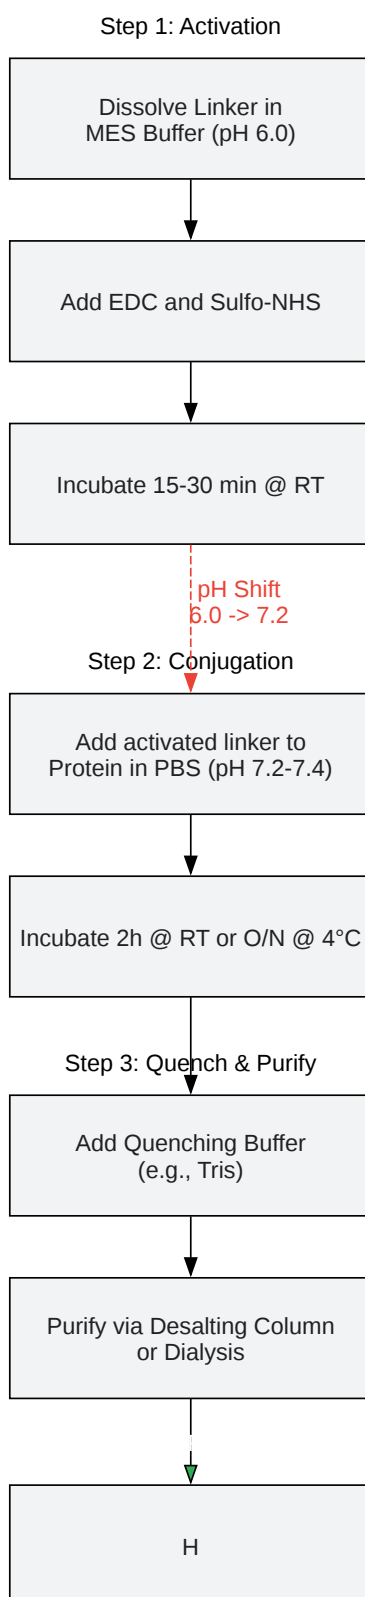 Step 1: Activation
Dissolve Linker in
MES Buffer (pH 6.0)
Add EDC and Sulfo-NHS
Incubate 15-30 min @ RT
pH Shift
6.0 -> 7.2
Step 2: Conjugation
Add activated linker to
Protein in PBS (pH 7.2-7.4)
Incubate 2h @ RT or O/N @ 4°C
Step 3: Quench & Purify
Add Quenching Buffer
(e.g., Tris)
Purify via Desalting Column
or Dialysis
H